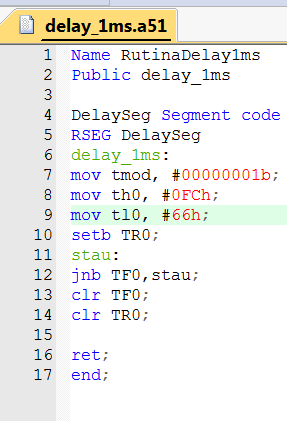 delay_1ms.a51
1 Name RutinaDelay1ms
2 Public delay_1ms
3
4 DelaySeg Segment code
5 RSEG DelaySeg
6 delay_1ms:
7 mov tmod, #00000001b;
8 mov th0, #0FCh;
9 mov tl0, #66h;
10 setb TR0;
11 stau:
12 jnb TF0,stau;
13 clr TF0;
14 clr TR0;
15
16 ret;
17 end;